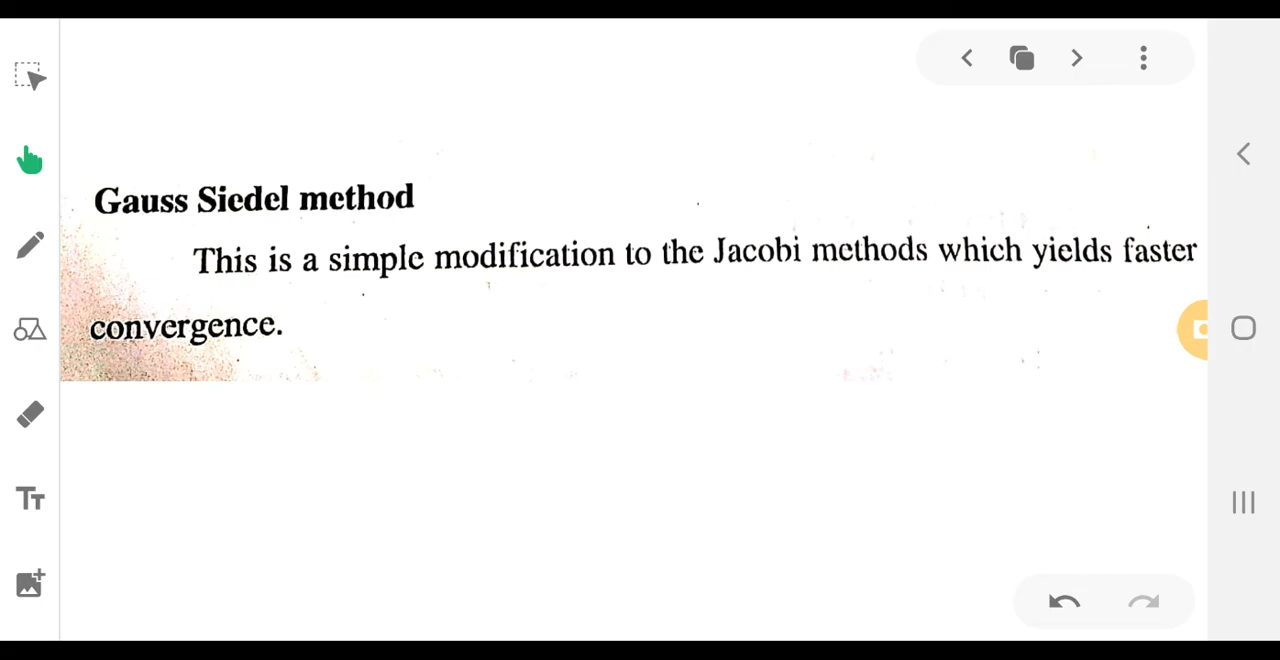 Gauss Siedel method
This is a simple modification to the Jacobi methods which yields faster
convergence.